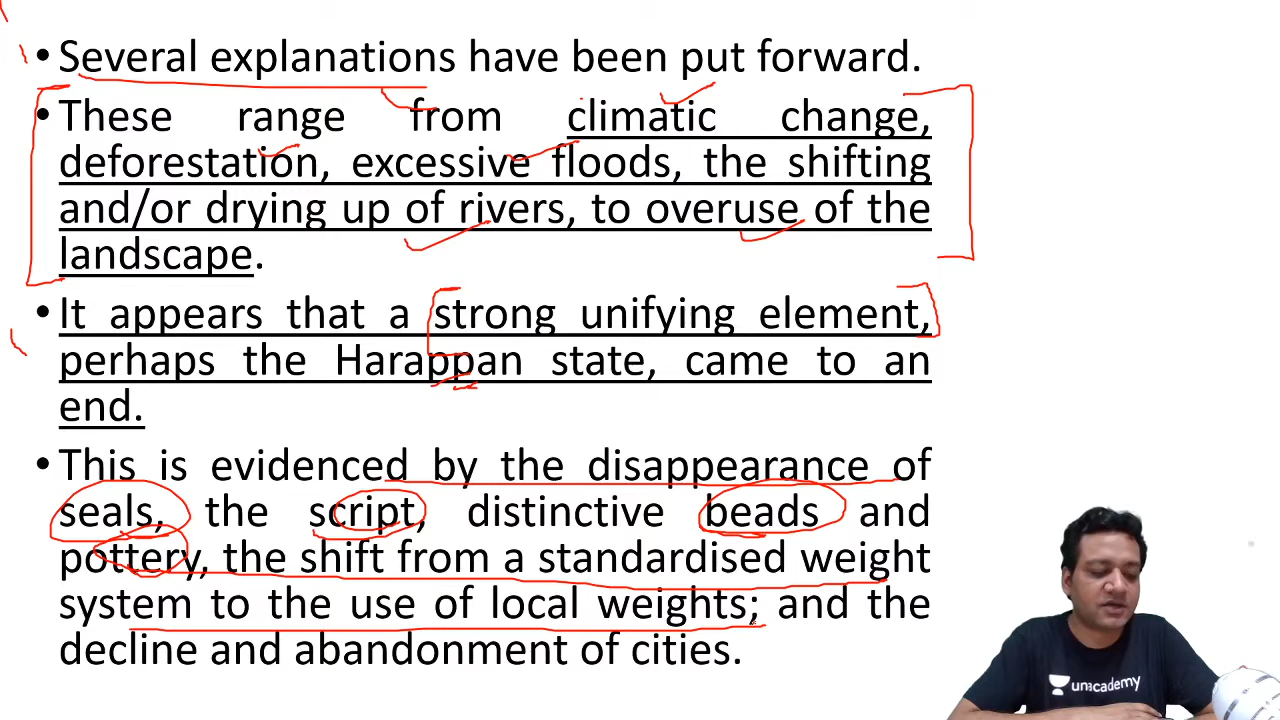 • Several explanations have been put forward.
• These range from climatic change,
deforestation, excessive floods, the shifting
and/or drying up of rivers, to overuse of the
landscape.
• It appears that a strong unifying element,
perhaps the Harappan state, came to an
end.
• This is evidenced by the disappearance of
seals, the script, distinctive beads and
pottery, the shift from a standardised weight
system to the use of local weights; and the
decline and abandonment of cities.
unacademy